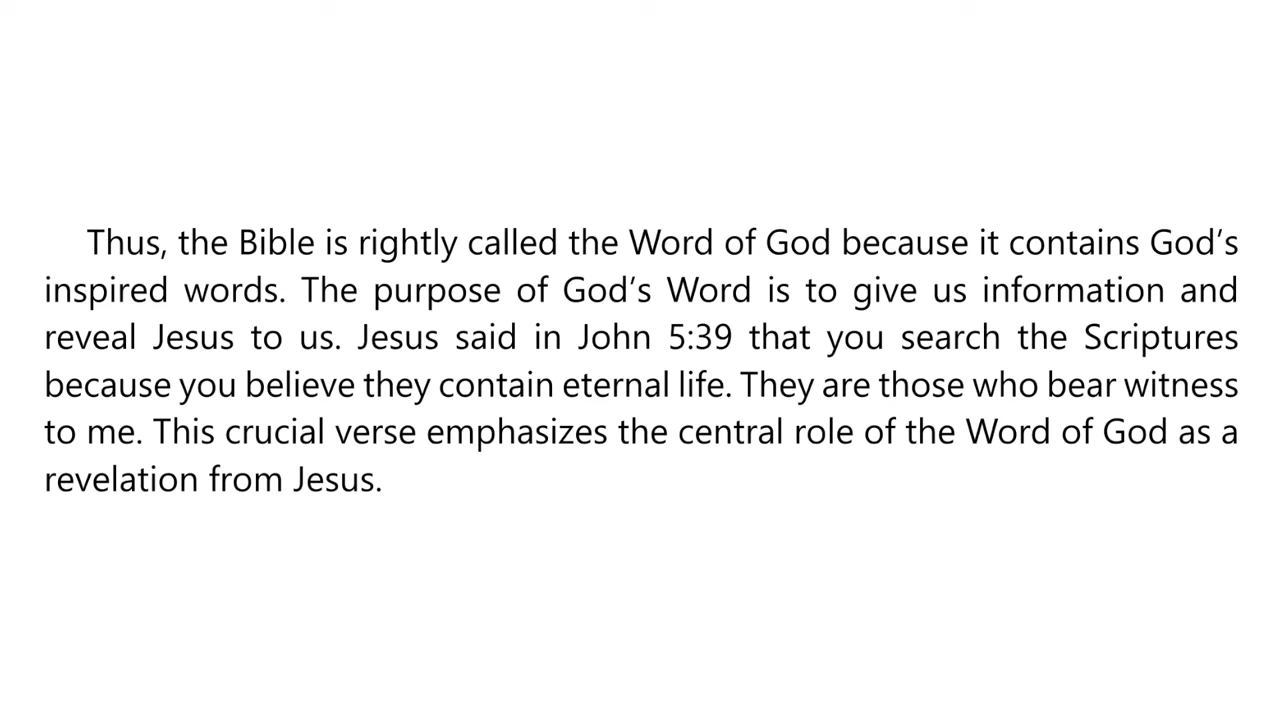 Thus, the Bible is rightly called the Word of God because it contains God’s
inspired words. The purpose of God’s Word is to give us information and
reveal Jesus to us. Jesus said in John 5:39 that you search the Scriptures
because you believe they contain eternal life. They are those who bear witness
to me. This crucial verse emphasizes the central role of the Word of God as a
revelation from Jesus.